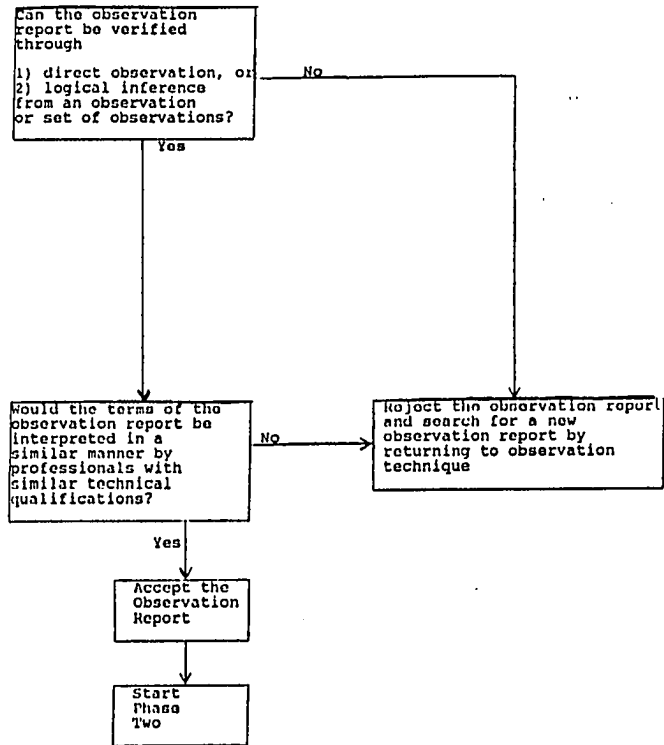 Can the observation
report be verified
through
1) direct observation, or
2) logical inference
from an observation
or set of observations?
No
Yes
Would the terms of the
observation report be
interpreted in a
similar manner by
professionals with
similar technical
qualifications?
No
Reject the observation report
and search for a new
observation report by
returning to observation
technique
Yes
Accept the
Observation
Report
Start
Phase
Two